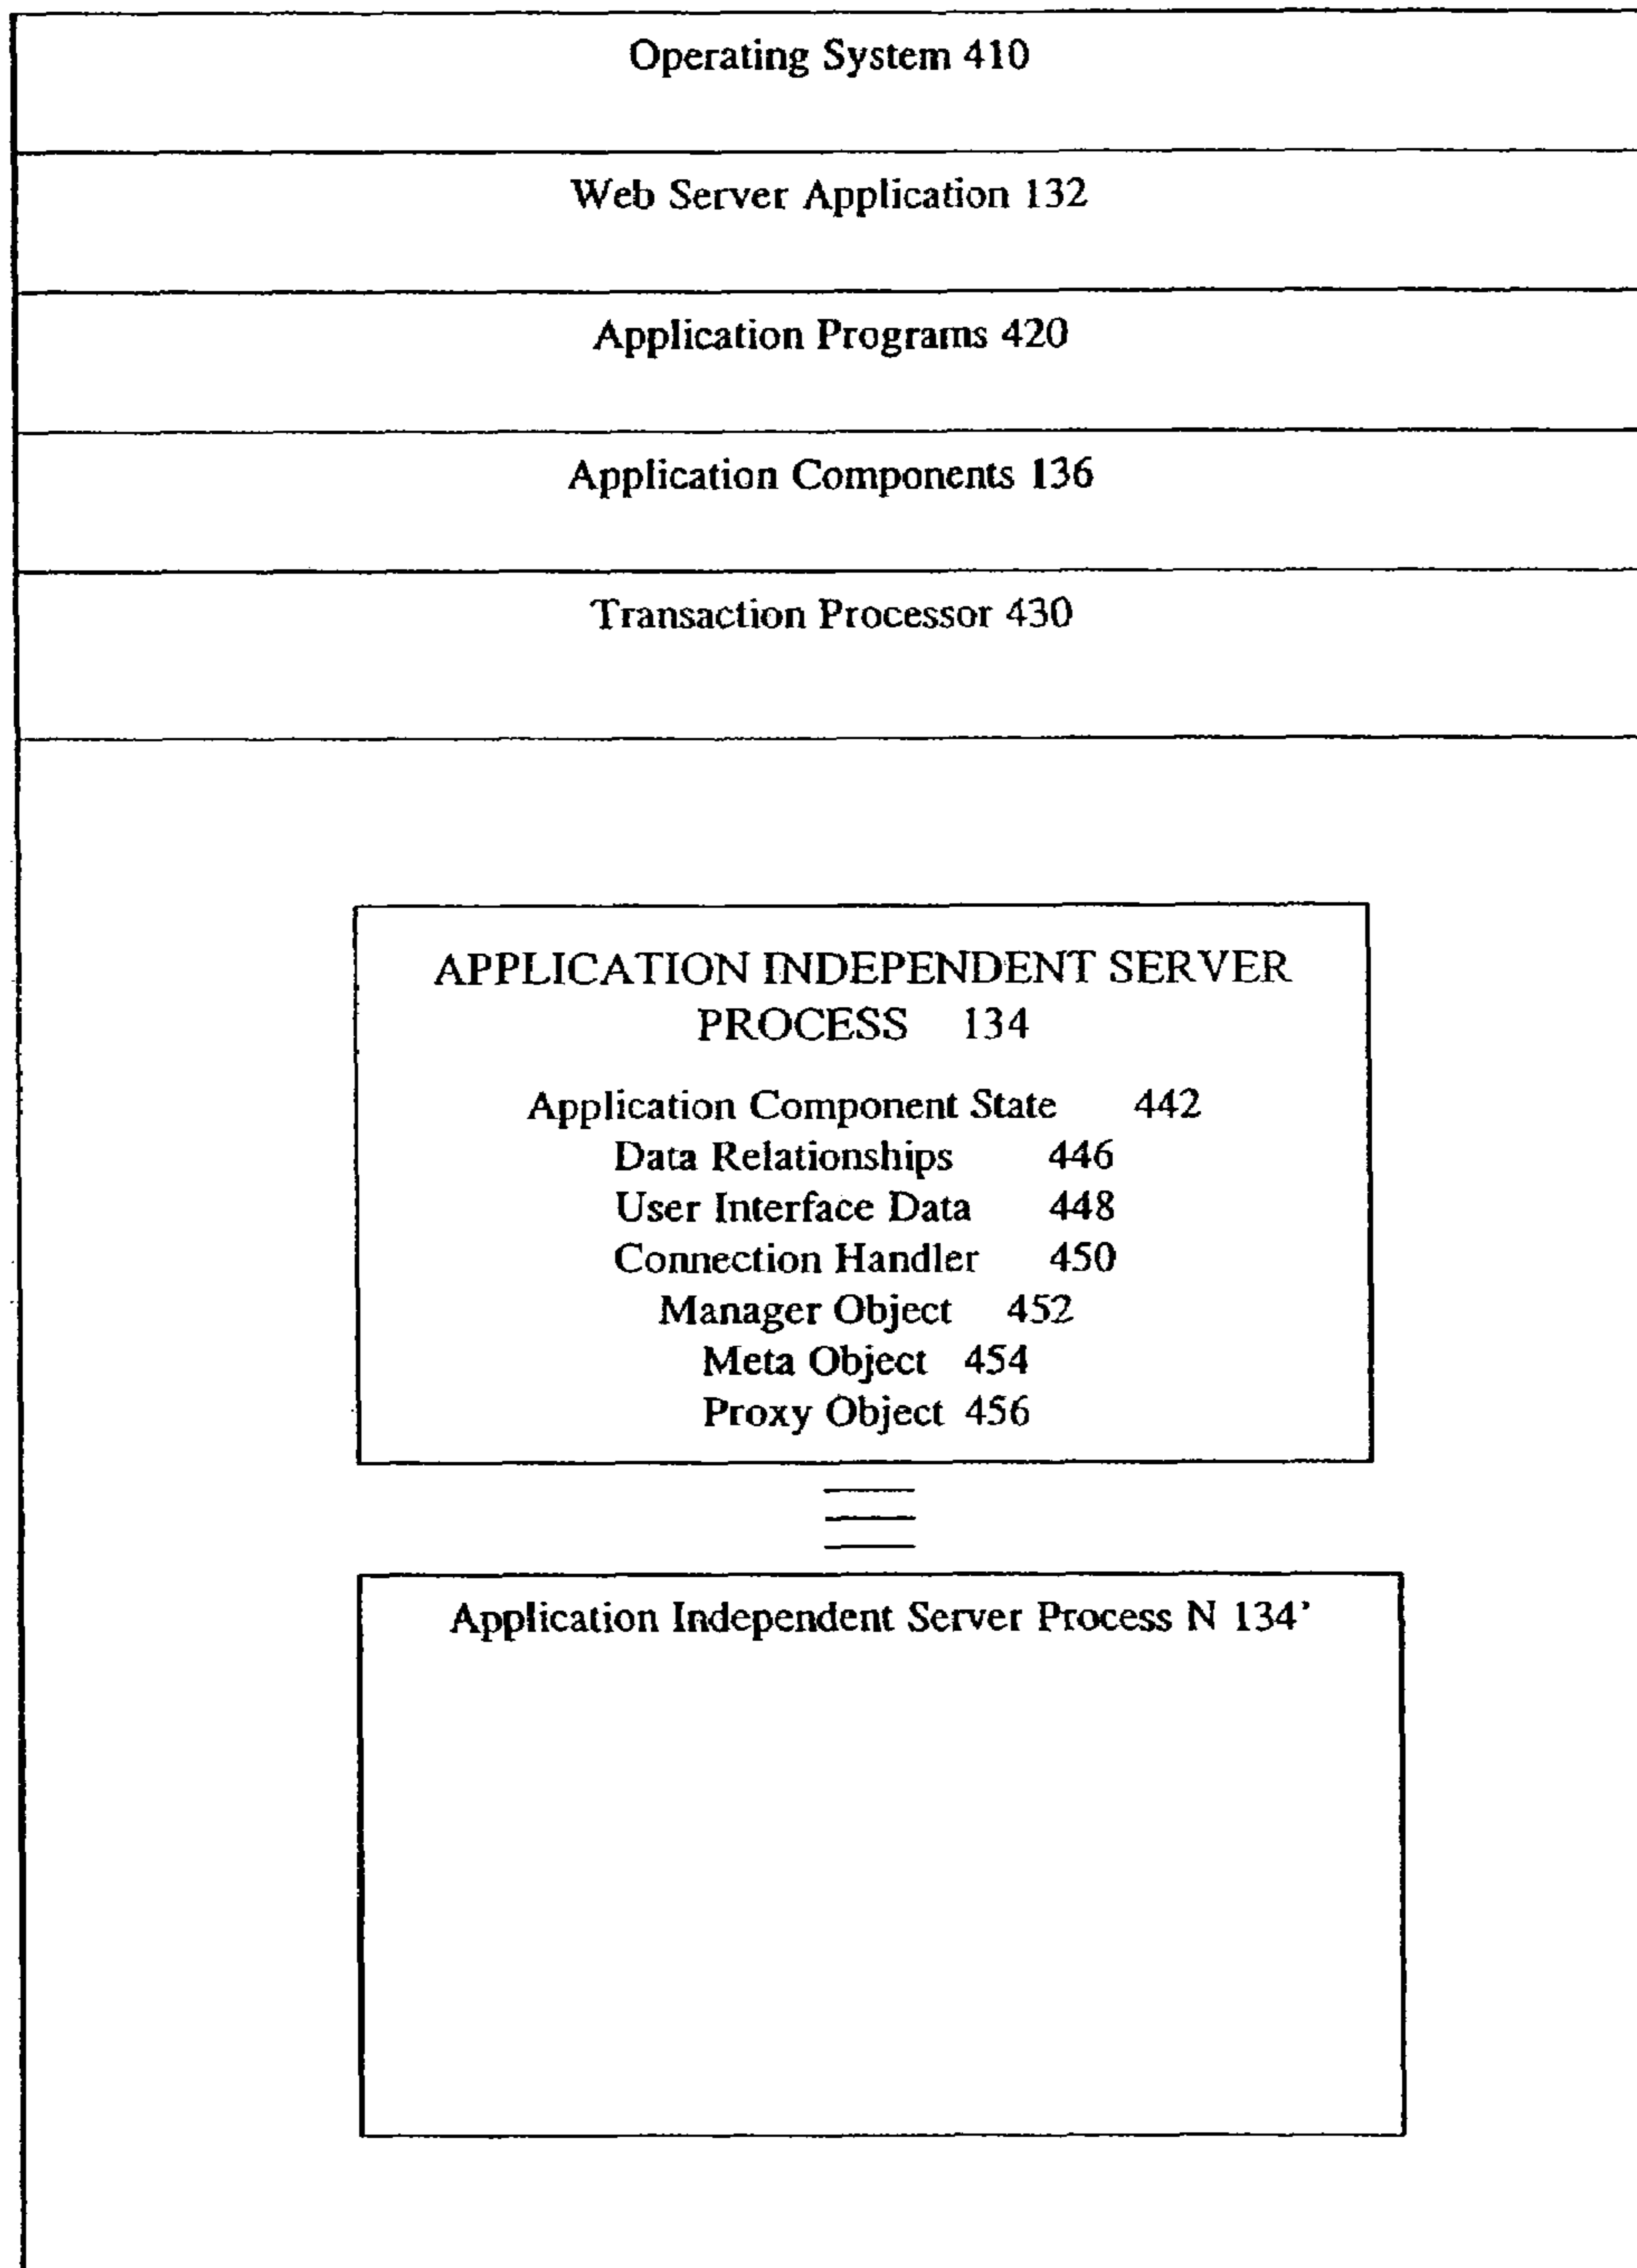 Operating System 410
Web Server Application 132
Application Programs 420
Application Components 136
Transaction Processor 430
APPLICATION INDEPENDENT SERVER
PROCESS 134
Application Component State 442
Data Relationships 446
User Interface Data 448
Connection Handler 450
Manager Object 452
Meta Object 454
Proxy Object 456
Application Independent Server Process N 134'